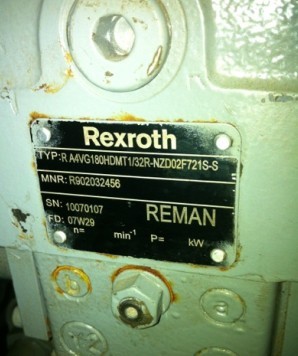 Rexroth
TYP:R A4VG180HDMT1/32R-NZD02F721S-S
MNR: R902032456
SN: 10070107 REMAN
FD: 07W29
n= min⁻¹ P= kW